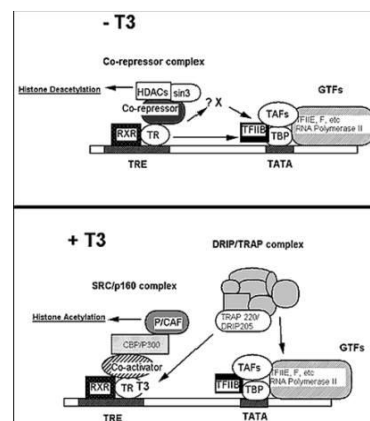 - T3
Co-repressor complex
Histone Deacetylation
HDACs
sin3
Co-repressor
? X
GTFs
TAFs
TFIIE, F, etc
RNA Polymerase II
RXR
TR
TFIIB
TBP
TRE
TATA
+ T3
DRIP/TRAP complex
SRC/p160 complex
Histone Acetylation
P/CAF
TRAP 220/
DRIP205
CBP/P300
GTFs
Co-activator
TAFs
TFIIE, F, etc
RNA Polymerase II
RXR
TR T3
TFIIB
TBP
TRE
TATA